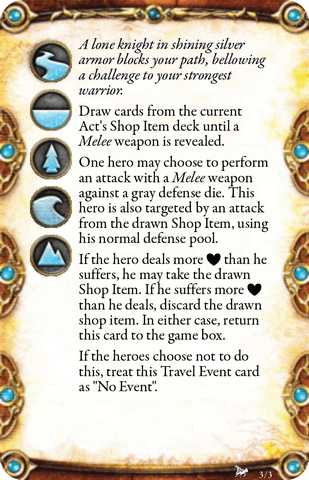 A lone knight in shining silver
armor blocks your path, bellowing
a challenge to your strongest
warrior.
Draw cards from the current
Act's Shop Item deck until a
Melee weapon is revealed.
One hero may choose to perform
an attack with a Melee weapon
against a gray defense die. This
hero is also targeted by an attack
from the drawn Shop Item, using
his normal defense pool.
If the hero deals more ♥ than he
suffers, he may take the drawn
Shop Item. If he suffers more ♥
than he deals, discard the drawn
shop item. In either case, return
this card to the game box.
If the heroes choose not to do
this, treat this Travel Event card
as "No Event".
3/3